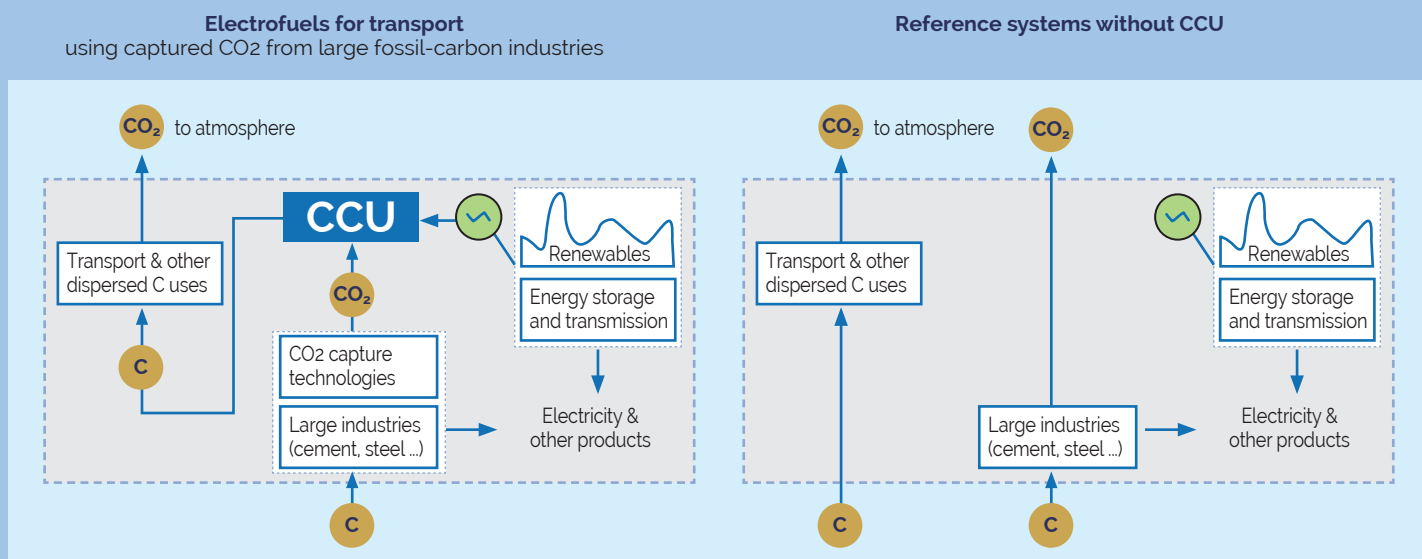 Electrofuels for transport
using captured CO2 from large fossil-carbon industries
CO₂ to atmosphere
CCU
Renewables
Transport & other
dispersed C uses
Energy storage
and transmission
CO₂
C
CO2 capture
technologies
Large industries
(cement, steel ...)
Electricity &
other products
C
Reference systems without CCU
CO₂ to atmosphere
CO₂
Renewables
Transport & other
dispersed C uses
Energy storage
and transmission
Large industries
(cement, steel ...)
Electricity &
other products
C
C